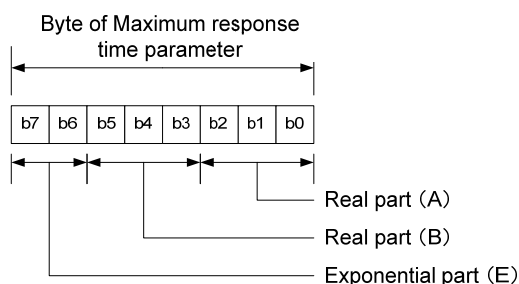 Byte of Maximum response
time parameter
b7 b6 b5 b4 b3 b2 b1 b0
Real part（A）
Real part（B）
Exponential part（E）